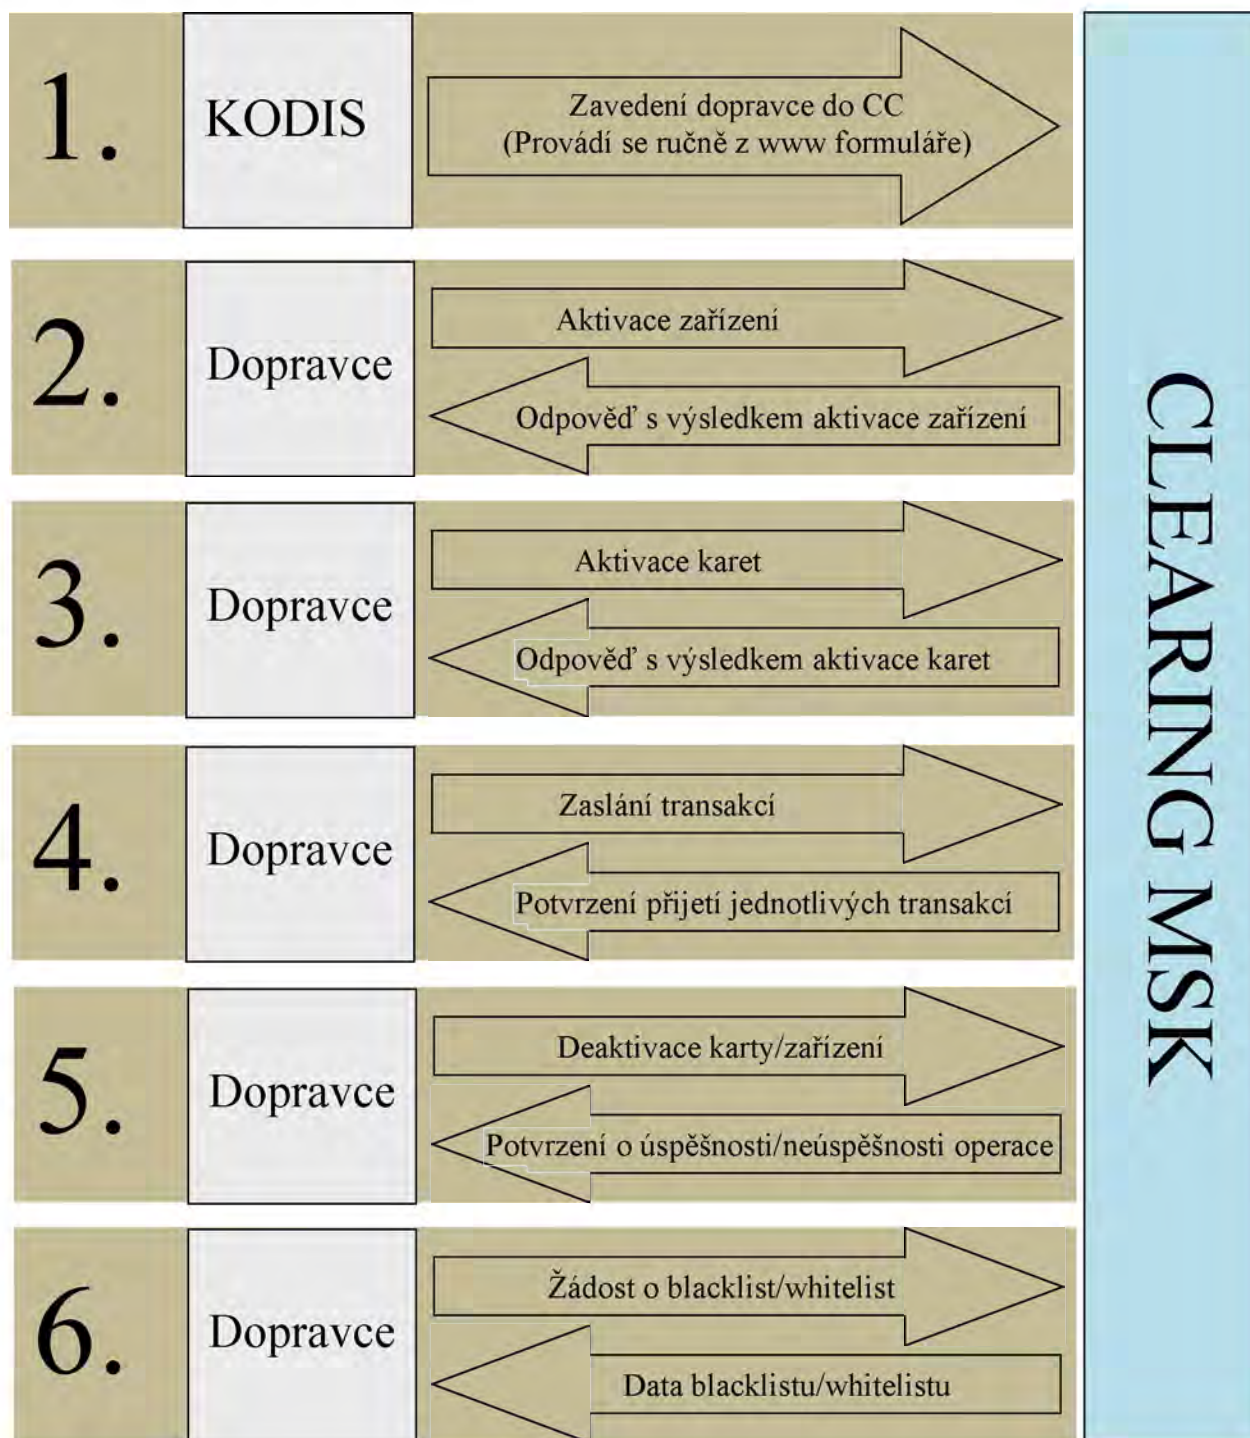 1.
KODIS
Zavedení dopravce do CC
(Provádí se ručně z www formuláře)
2.
Dopravce
Aktivace zařízení
Odpověď s výsledkem aktivace zařízení
3.
Dopravce
Aktivace karet
Odpověď s výsledkem aktivace karet
4.
Dopravce
Zaslání transakcí
Potvrzení přijetí jednotlivých transakcí
5.
Dopravce
Deaktivace karty/zařízení
Potvrzení o úspěšnosti/neúspěšnosti operace
6.
Dopravce
Žádost o blacklist/whitelist
Data blacklistu/whitelistu
CLEARING MSK